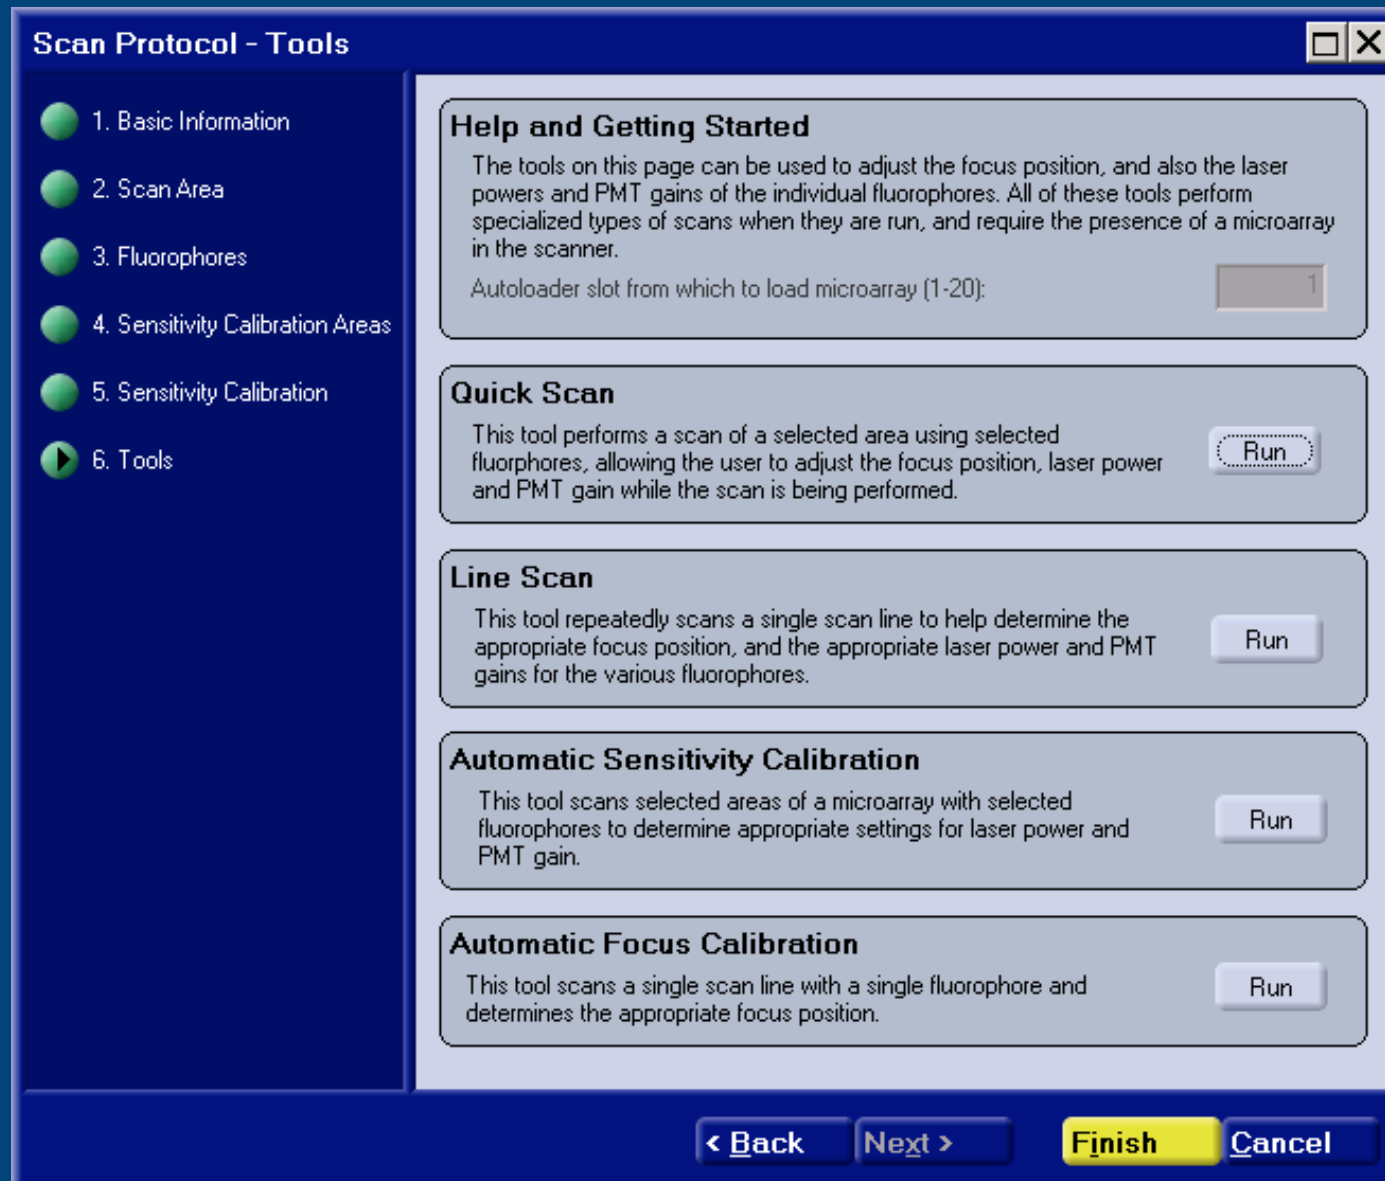 Scan Protocol - Tools
1. Basic Information
2. Scan Area
3. Fluorophores
4. Sensitivity Calibration Areas
5. Sensitivity Calibration
6. Tools
Help and Getting Started
The tools on this page can be used to adjust the focus position, and also the laser
powers and PMT gains of the individual fluorophores. All of these tools perform
specialized types of scans when they are run, and require the presence of a microarray
in the scanner.
Autoloader slot from which to load microarray (1-20):
1
Quick Scan
This tool performs a scan of a selected area using selected
fluorphores, allowing the user to adjust the focus position, laser power
and PMT gain while the scan is being performed.
Run
Line Scan
This tool repeatedly scans a single scan line to help determine the
appropriate focus position, and the appropriate laser power and PMT
gains for the various fluorophores.
Run
Automatic Sensitivity Calibration
This tool scans selected areas of a microarray with selected
fluorophores to determine appropriate settings for laser power and
PMT gain.
Run
Automatic Focus Calibration
This tool scans a single scan line with a single fluorophore and
determines the appropriate focus position.
Run
< Back
Next >
Finish
Cancel